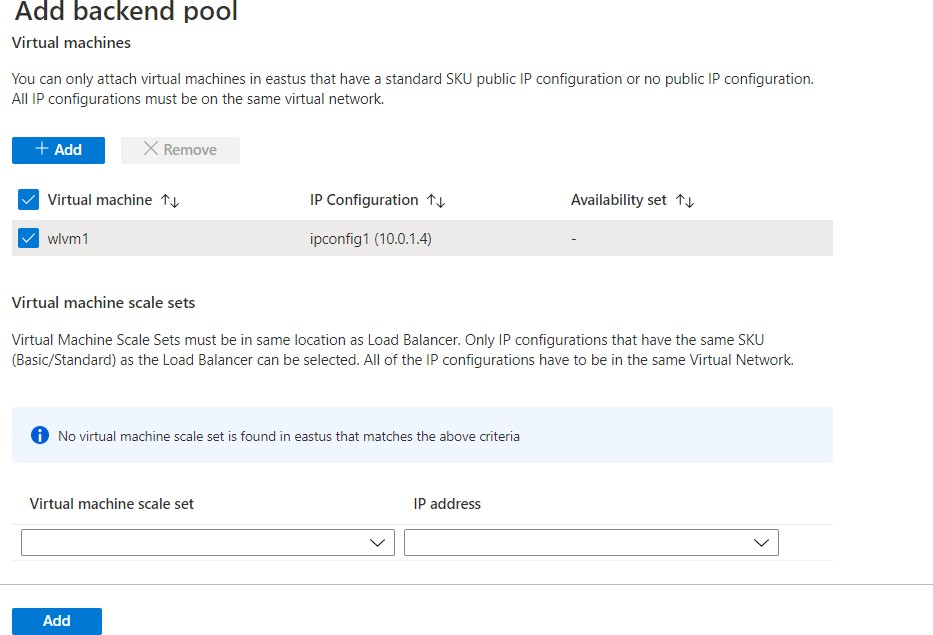 Add backend pool
Virtual machines
You can only attach virtual machines in eastus that have a standard SKU public IP configuration or no public IP configuration.
All IP configurations must be on the same virtual network.
+ Add   × Remove
Virtual machine ↑↓   IP Configuration ↑↓   Availability set ↑↓
wlvm1   ipconfig1 (10.0.1.4)   -
Virtual machine scale sets
Virtual Machine Scale Sets must be in same location as Load Balancer. Only IP configurations that have the same SKU
(Basic/Standard) as the Load Balancer can be selected. All of the IP configurations have to be in the same Virtual Network.
No virtual machine scale set is found in eastus that matches the above criteria
Virtual machine scale set   IP address
Add